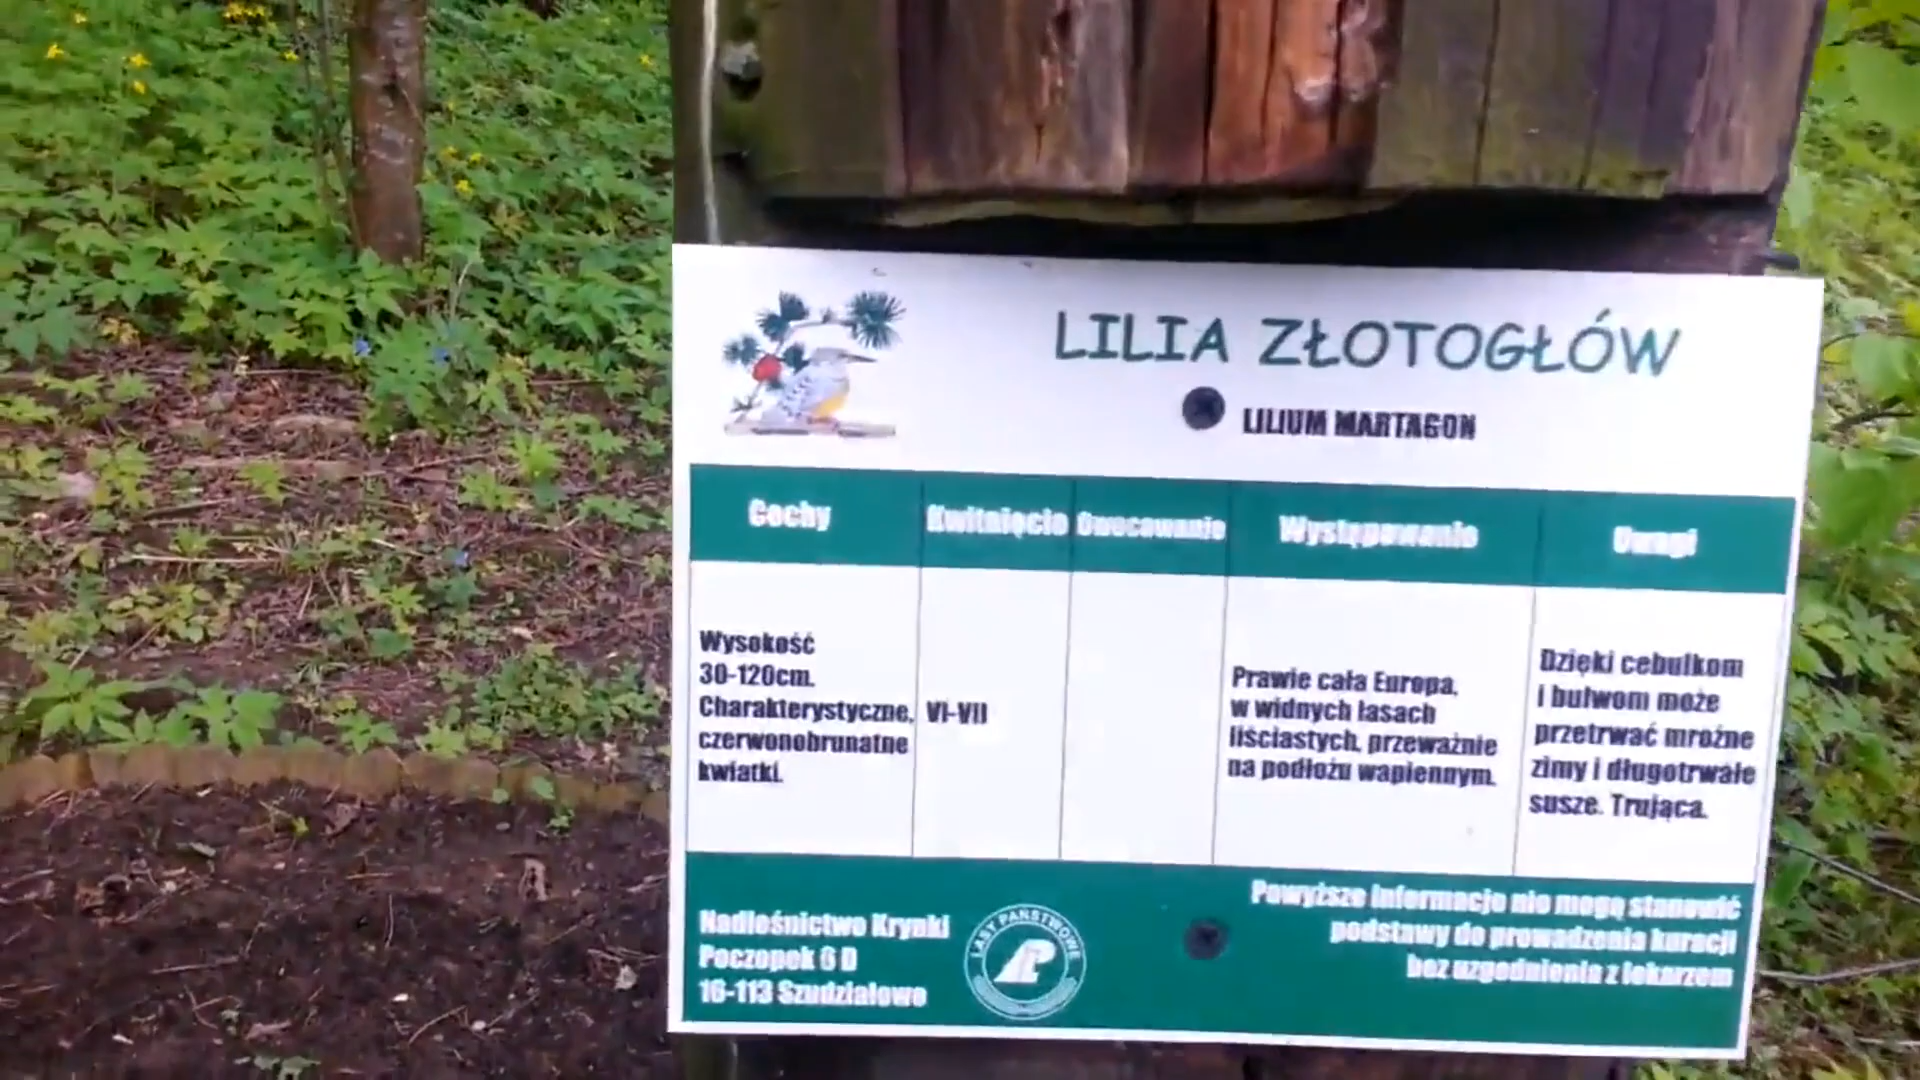 LILIA ZŁOTOGŁÓW
LILIUM MARTAGON
Cechy
Kwitnięcie
Owocowanie
Występowanie
Uwagi
Wysokość
30-120cm.
Charakterystyczne,
czerwonobrunatne
kwiatki.
VI-VII
Prawie cała Europa,
w widnych lasach
liściastych, przeważnie
na podłożu wapiennym.
Dzięki cebulkom
i bulwom może
przetrwać mroźne
zimy i długotrwałe
susze. Trująca.
Nadleśnictwo Krynki
Poczopek 6 D
16-113 Szudziałowo
LASY PAŃSTWOWE
Powyższe informacje nie mogą stanowić
podstawy do prowadzenia kuracji
bez uzgodnienia z lekarzem